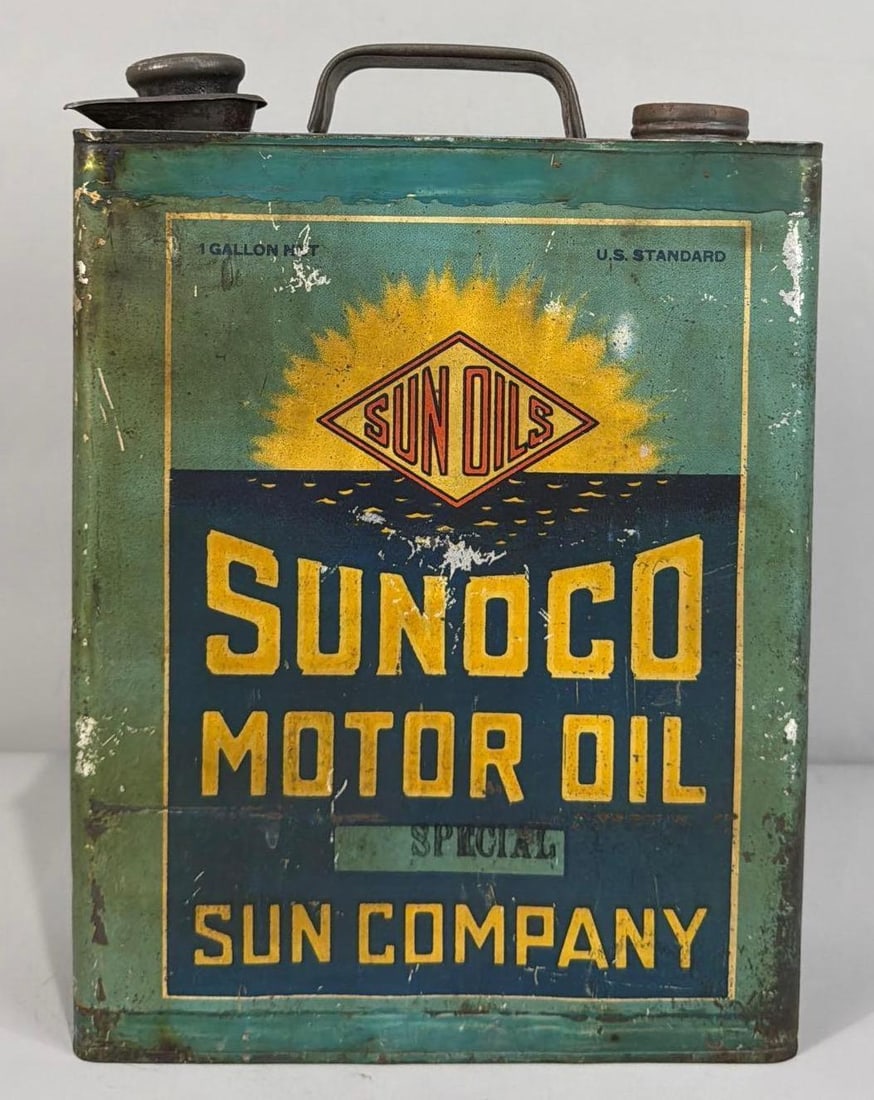 1 GALLON NET
U.S. STANDARD
SUN OILS
SUNOCO
MOTOR OIL
SPECIAL
SUN COMPANY